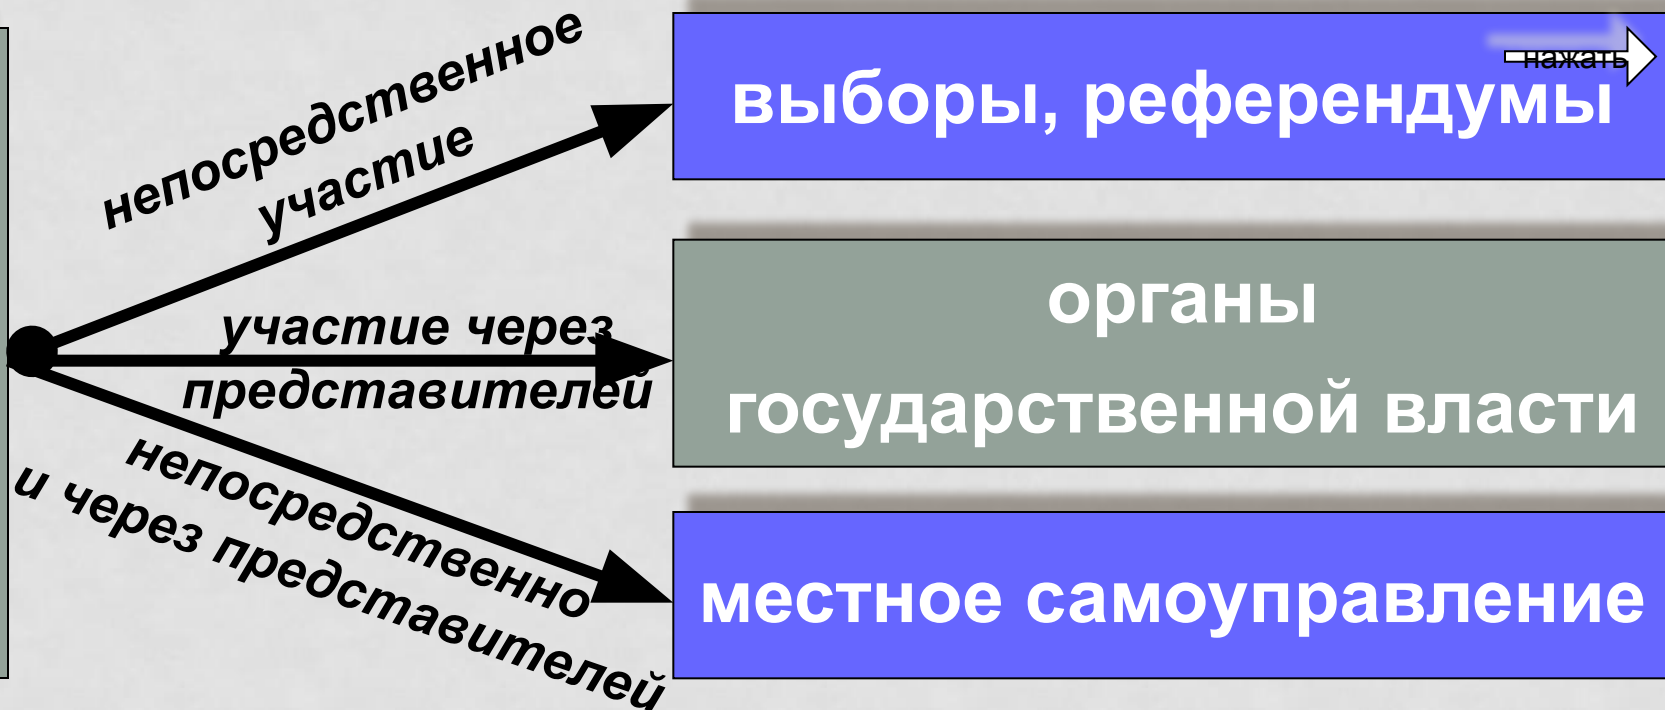 непосредственное
участие
нажать
выборы, референдумы
участие через
представителей
органы
государственной власти
непосредственно
и через представителей
местное самоуправление